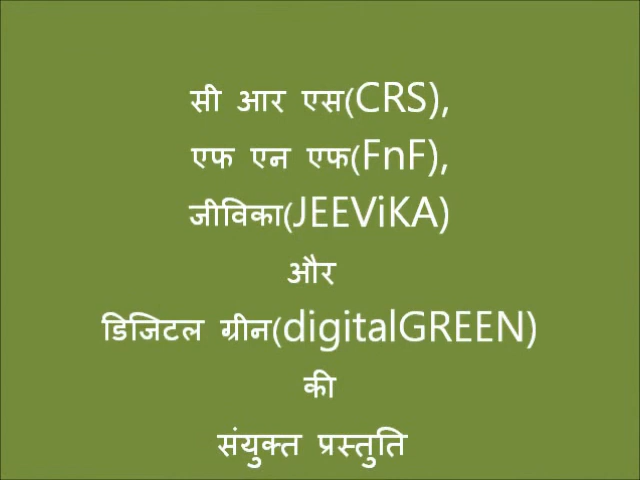 सी आर एस(CRS),
एफ एन एफ(FnF),
जीविका(JEEViKA)
और
डिजिटल ग्रीन(digitalGREEN)
की
संयुक्त प्रस्तुति